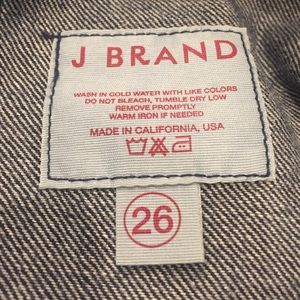 J BRAND
WASH IN COLD WATER WITH LIKE COLORS
DO NOT BLEACH, TUMBLE DRY LOW
REMOVE PROMPTLY
WARM IRON IF NEEDED
MADE IN CALIFORNIA, USA
26